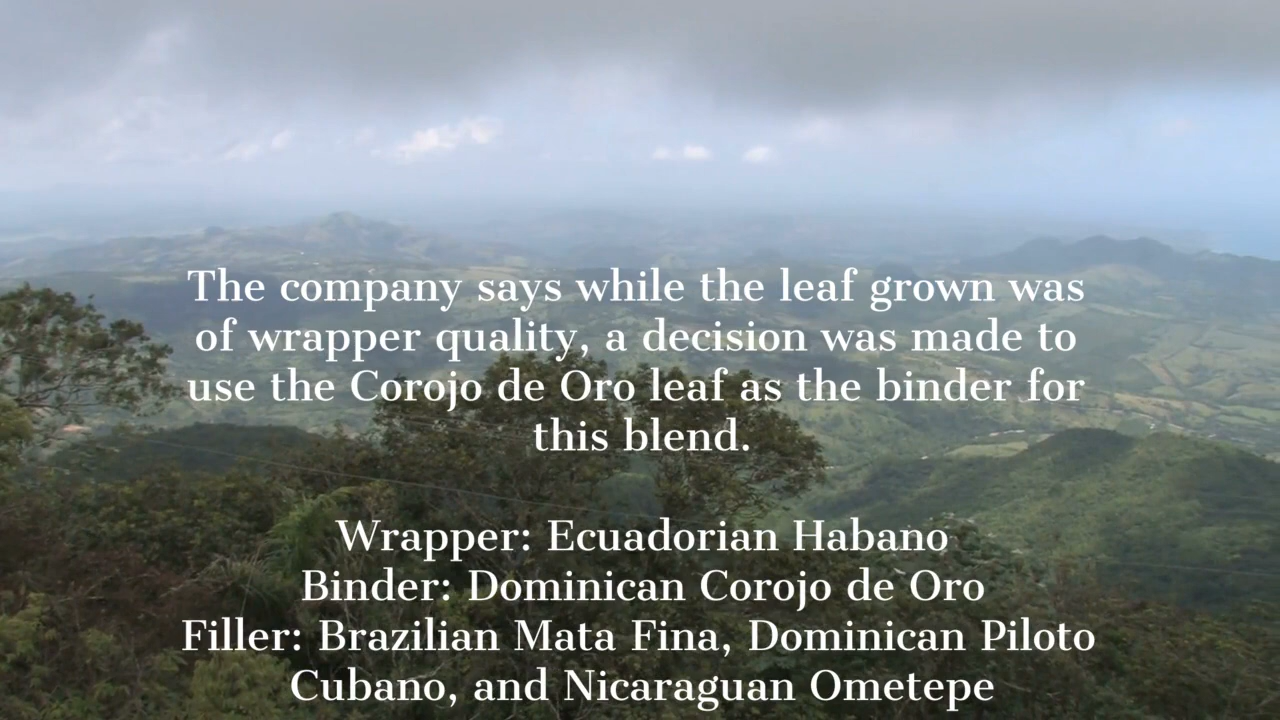 The company says while the leaf grown was
of wrapper quality, a decision was made to
use the Corojo de Oro leaf as the binder for
this blend.
Wrapper: Ecuadorian Habano
Binder: Dominican Corojo de Oro
Filler: Brazilian Mata Fina, Dominican Piloto
Cubano, and Nicaraguan Ometepe